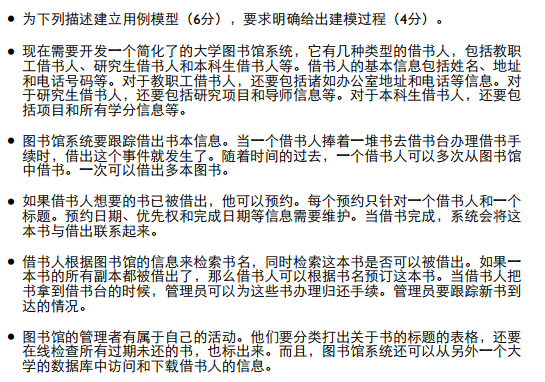 • 为下列描述建立用例模型(6分),要求明确给出建模过程(4分)。
• 现在需要开发一个简化了的大学图书馆系统,它有几种类型的借书人,包括教职
工借书人、研究生借书人和本科生借书人等。借书人的基本信息包括姓名、地址
和电话号码等。对于教职工借书人,还要包括诸如办公室地址和电话等信息。对
于研究生借书人,还要包括研究项目和导师信息等。对于本科生借书人,还要包
括项目和所有学分信息等。
• 图书馆系统要跟踪借出书本信息。当一个借书人捧着一堆书去借书台办理借书手
续时,借出这个事件就发生了。随着时间的过去,一个借书人可以多次从图书馆
中借书。一次可以借出多本图书。
• 如果借书人想要的书已被借出,他可以预约。每个预约只针对一个借书人和一个
标题。预约日期、优先权和完成日期等信息需要维护。当借书完成,系统会将这
本书与借出联系起来。
• 借书人根据图书馆的信息来检索书名,同时检索这本书是否可以被借出。如果一
本书的所有副本都被借出了,那么借书人可以根据书名预订这本书。当借书人把
书拿到借书台的时候,管理员可以为这些书办理归还手续。管理员要跟踪新书到
达的情况。
• 图书馆的管理者有属于自己的活动。他们要分类打出关于书的标题的表格,还要
在线检查所有过期未还的书,也标出来。而且,图书馆系统还可以从另外一个大
学的数据库中访问和下载借书人的信息。